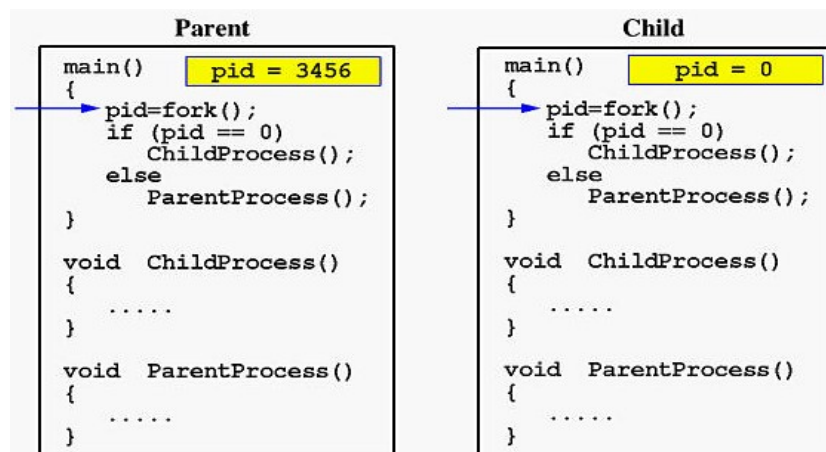 Parent
main()
pid = 3456
{
pid=fork();
if (pid == 0)
ChildProcess();
else
ParentProcess();
}
void ChildProcess()
{
.....
}
void ParentProcess()
{
.....
}
Child
main()
pid = 0
{
pid=fork();
if (pid == 0)
ChildProcess();
else
ParentProcess();
}
void ChildProcess()
{
.....
}
void ParentProcess()
{
.....
}